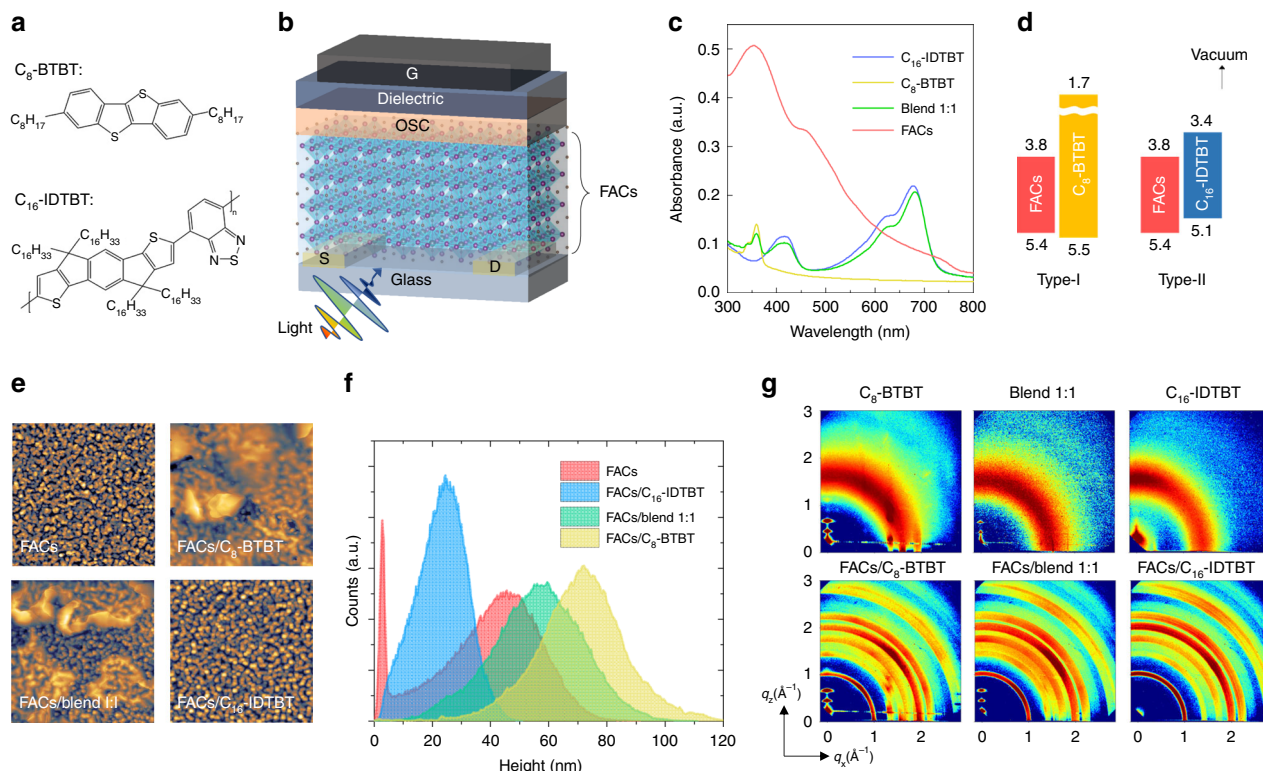 a
C8-BTBT:
S
S
C8H17
C8H17
C16-IDTBT:
n
C16H33
C16H33
S
N
S
N
S
C16H33
C16H33
b
G
Dielectric
OSC
FACs
S
D
Glass
Light
c
Absorbance (a.u.)
0.5
0.4
0.3
0.2
0.1
0.0
C16-IDTBT
C8-BTBT
Blend 1:1
FACs
300 400 500 600 700 800
Wavelength (nm)
d
Vacuum
1.7
3.8
FACs
C8-BTBT
5.4
5.5
Type-I
3.4
3.8
FACs
C16-IDTBT
5.1
5.4
Type-II
e
FACs
FACs/C8-BTBT
FACs/blend I:I
FACs/C16-IDTBT
f
Counts (a.u.)
FACs
FACs/C16-IDTBT
FACs/blend 1:1
FACs/C8-BTBT
0 20 40 60 80 100 120
Height (nm)
g
C8-BTBT Blend 1:1 C16-IDTBT
3
2
1
0
FACs/C8-BTBT FACs/blend 1:1 FACs/C16-IDTBT
3
2
1
0
qz(Å−1)
0 1 2 0 1 2 0 1 2
qx(Å−1)